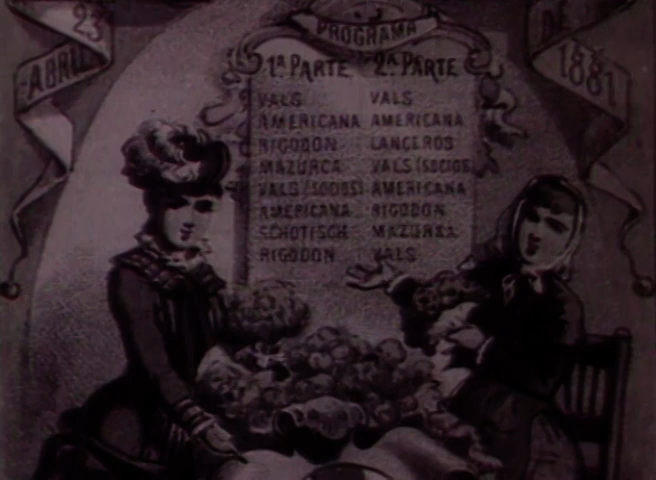 23
ABRIL
DE
1881
PROGRAMA
1ª PARTE
VALS
AMERICANA
RIGODON
MAZURCA
VALS (SOCIOS)
AMERICANA
SCHOTISCH
RIGODON
2ª PARTE
VALS
AMERICANA
LANCEROS
VALS (SOCIOS)
AMERICANA
RIGODON
MAZURKA
VALS